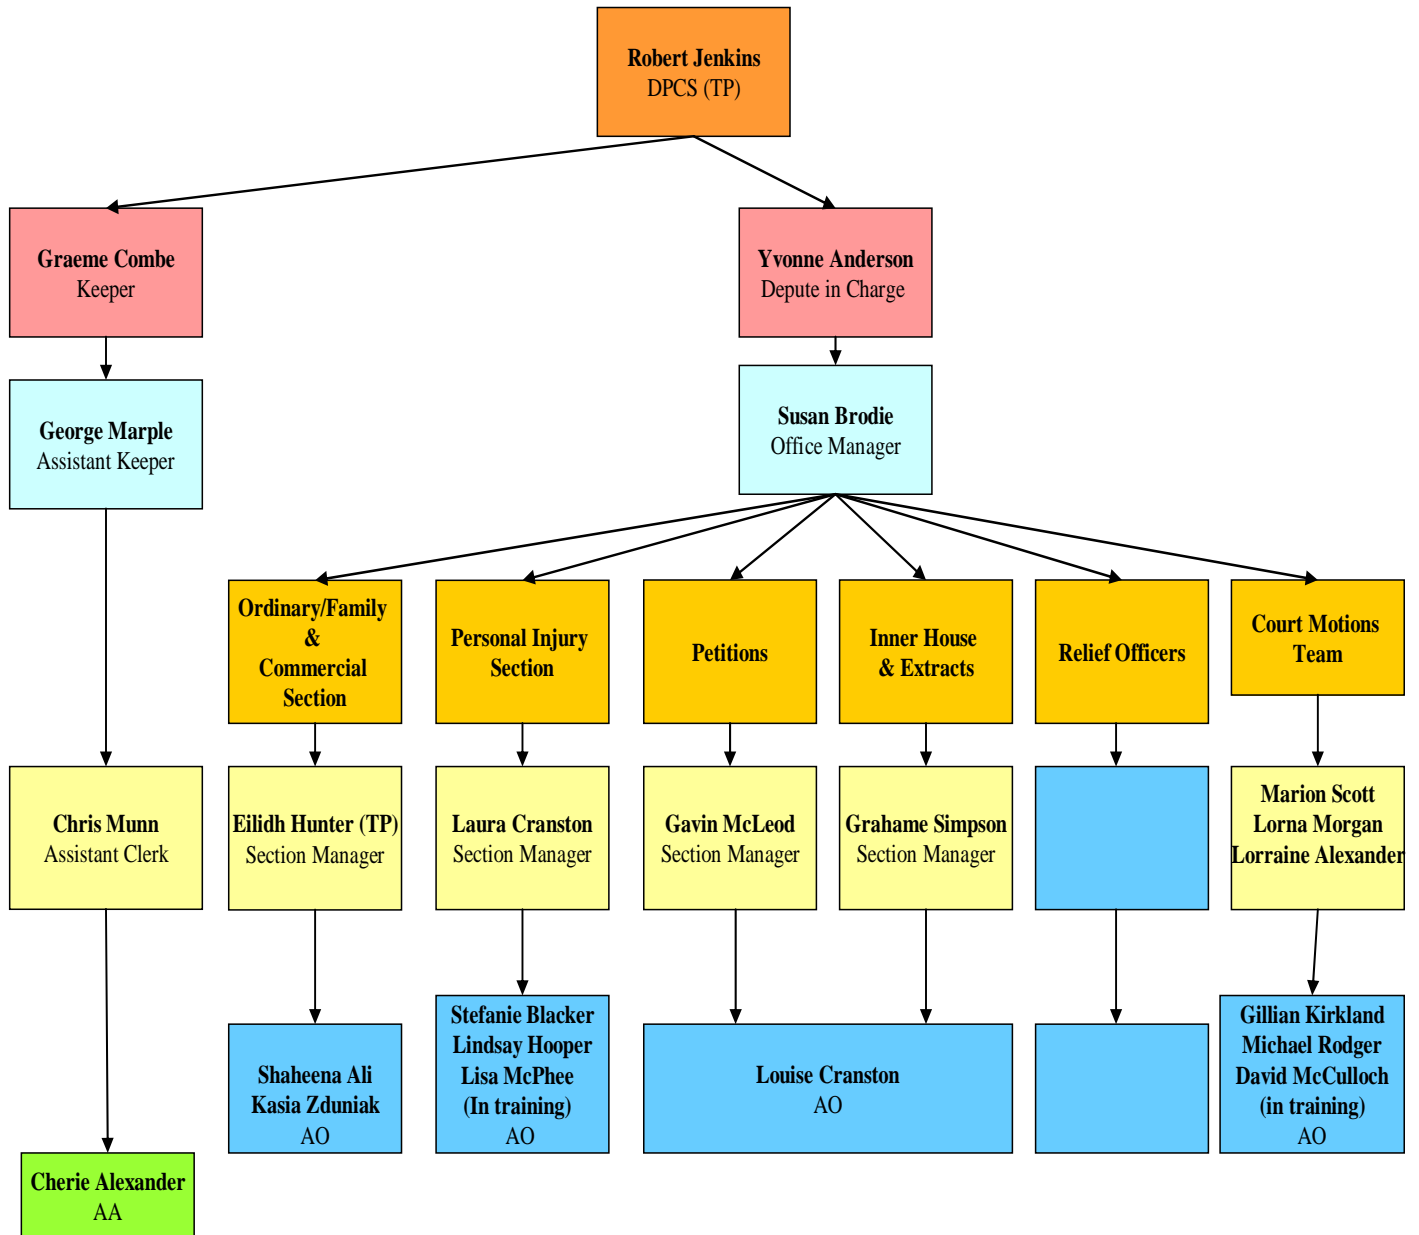 Robert Jenkins
DPCS (TP)
Graeme Combe
Keeper
Yvonne Anderson
Depute in Charge
George Marple
Assistant Keeper
Susan Brodie
Office Manager
Ordinary/Family
&
Commercial
Section
Personal Injury
Section
Petitions
Inner House
& Extracts
Relief Officers
Court Motions
Team
Chris Munn
Assistant Clerk
Eilidh Hunter (TP)
Section Manager
Laura Cranston
Section Manager
Gavin McLeod
Section Manager
Grahame Simpson
Section Manager
Marion Scott
Lorna Morgan
Lorraine Alexander
Shaheena Ali
Kasia Zduniak
AO
Stefanie Blacker
Lindsay Hooper
Lisa McPhee
(In training)
AO
Louise Cranston
AO
Gillian Kirkland
Michael Rodger
David McCulloch
(in training)
AO
Cherie Alexander
AA